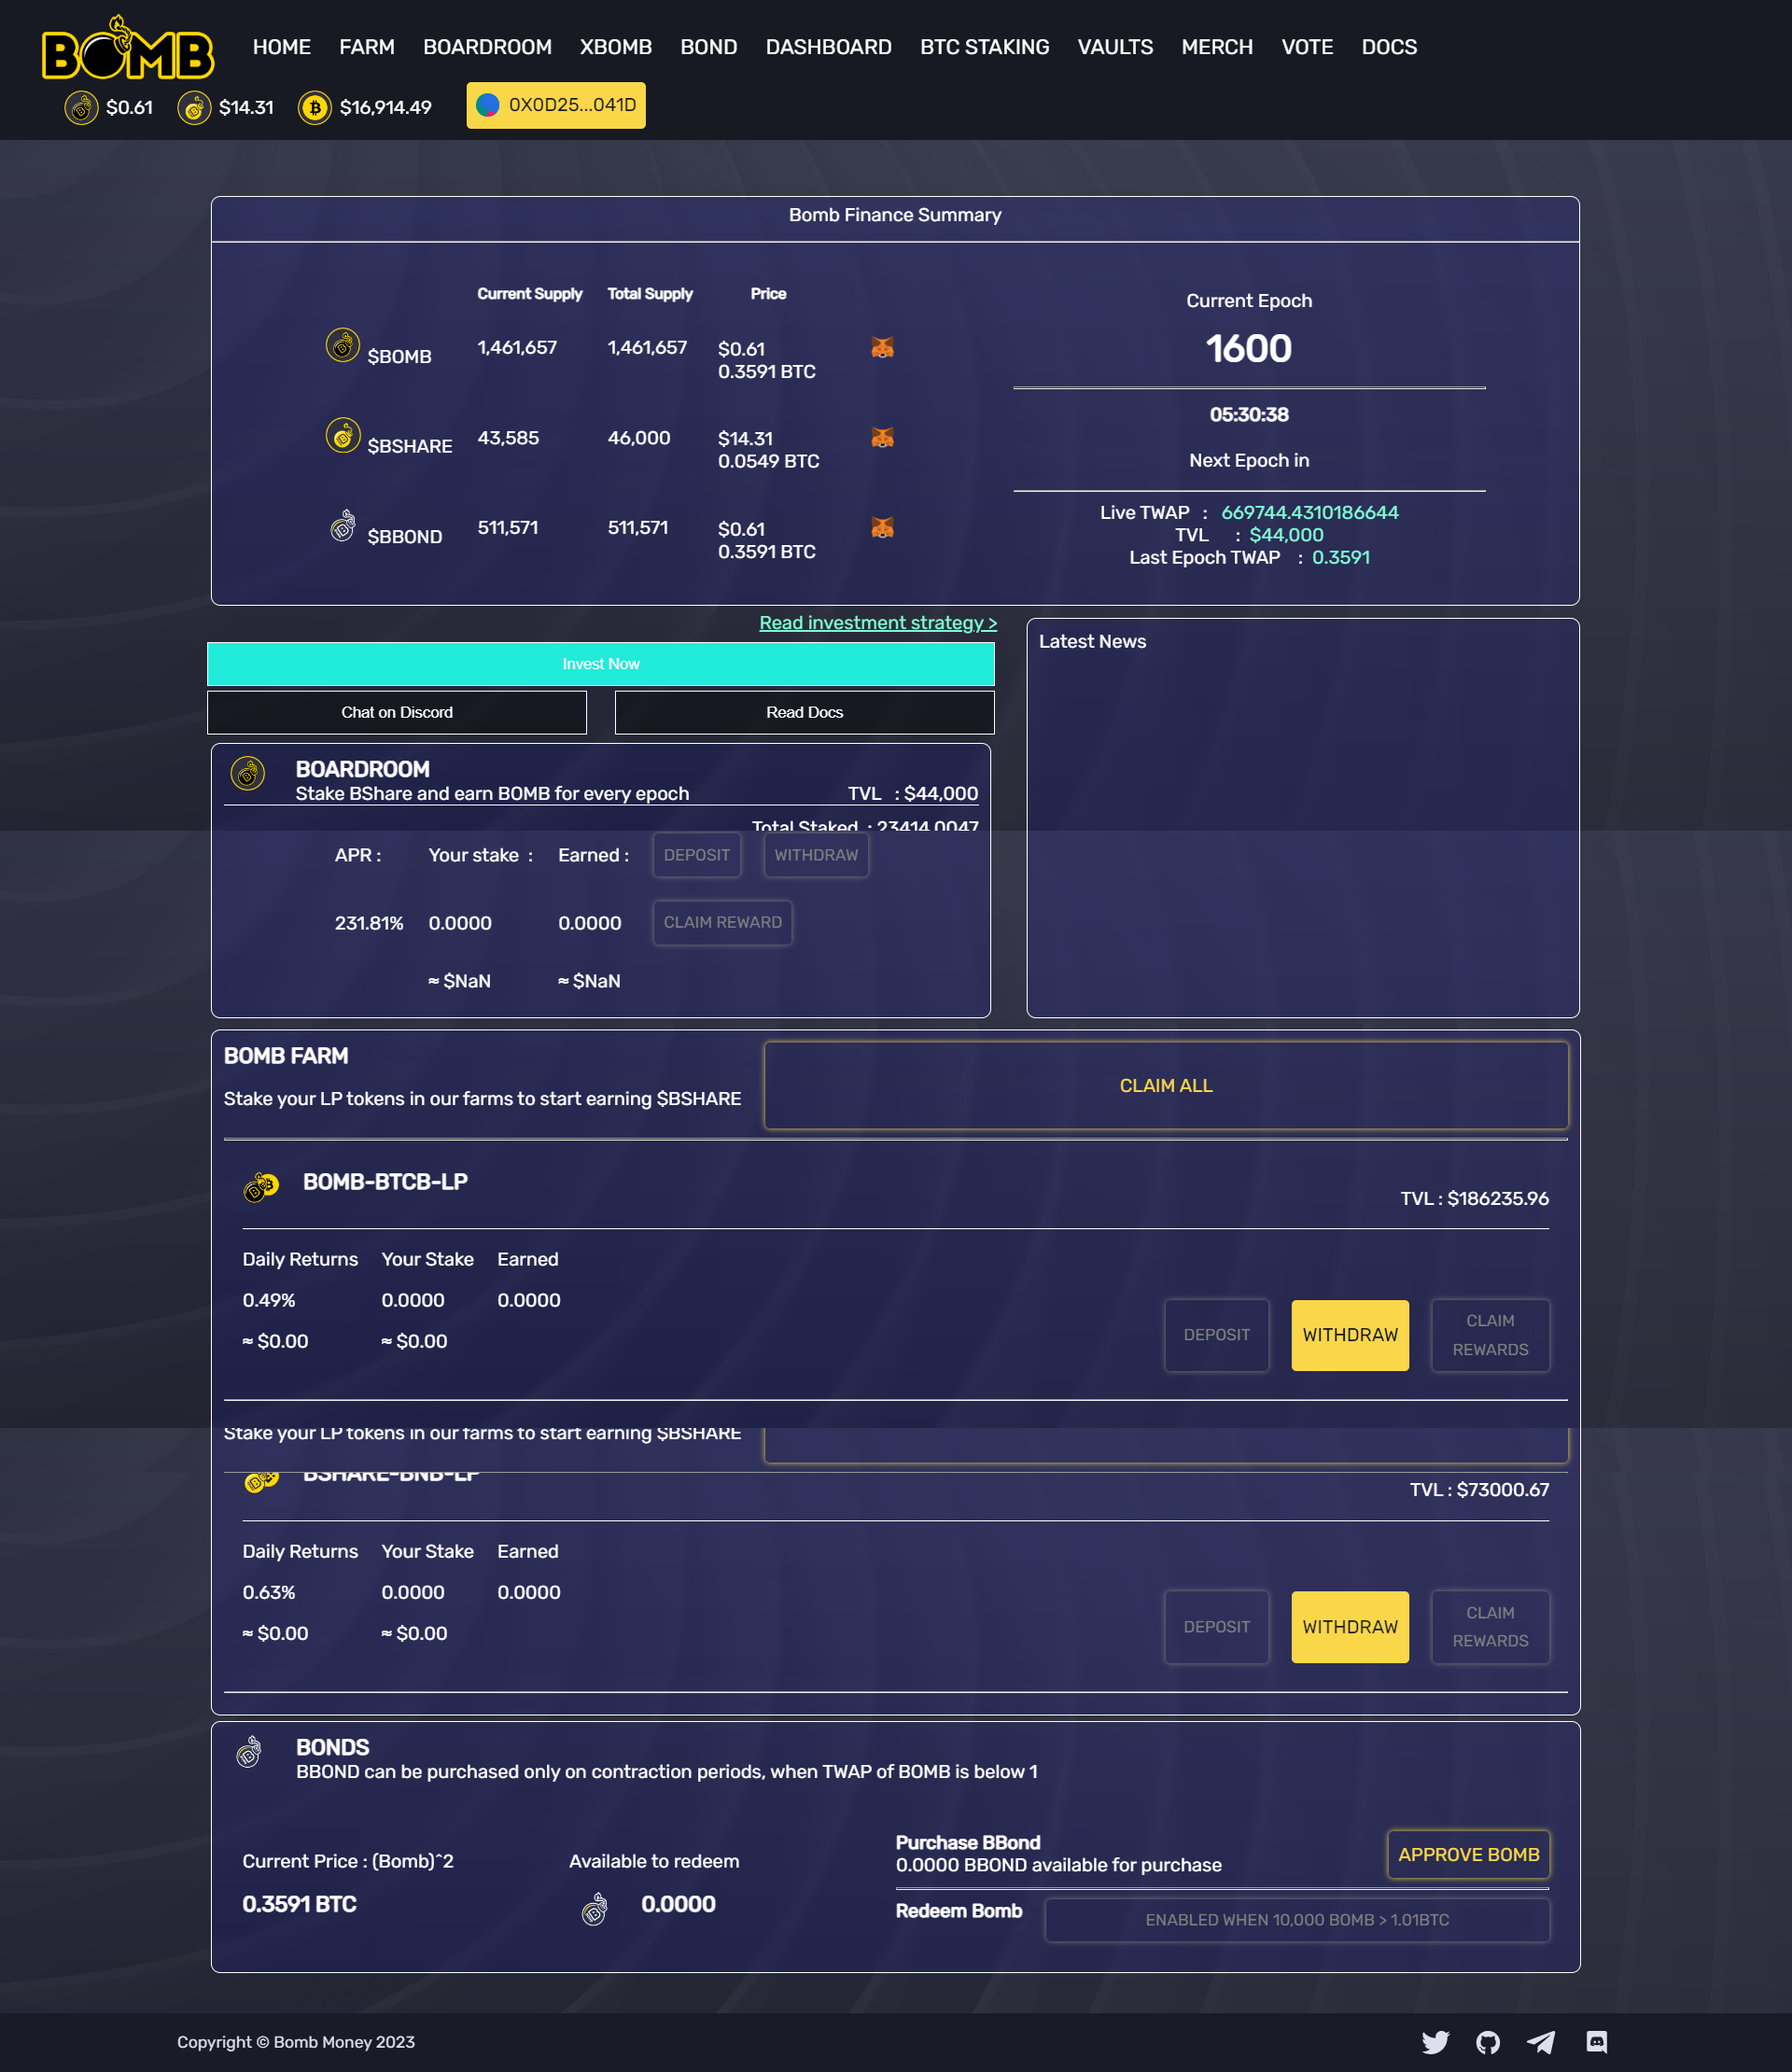 BOMB
HOME FARM BOARDROOM XBOMB BOND DASHBOARD BTC STAKING VAULTS MERCH VOTE DOCS
$0.61 $14.31 $16,914.49 0X0D25...041D
Bomb Finance Summary
Current Supply Total Supply Price
$BOMB 1,461,657 1,461,657 $0.61
0.3591 BTC
$BSHARE 43,585 46,000 $14.31
0.0549 BTC
$BBOND 511,571 511,571 $0.61
0.3591 BTC
Current Epoch
1600
05:30:38
Next Epoch in
Live TWAP : 669744.4310186644
TVL : $44,000
Last Epoch TWAP : 0.3591
Read investment strategy >
Invest Now
Chat on Discord Read Docs
Latest News
BOARDROOM
Stake BShare and earn BOMB for every epoch TVL : $44,000
Total Staked : 23414.0047
APR : Your stake : Earned : DEPOSIT WITHDRAW
231.81% 0.0000 0.0000 CLAIM REWARD
≈ $NaN ≈ $NaN
BOMB FARM
Stake your LP tokens in our farms to start earning $BSHARE CLAIM ALL
BOMB-BTCB-LP
TVL : $186235.96
Daily Returns Your Stake Earned
0.49% 0.0000 0.0000
≈ $0.00 ≈ $0.00
DEPOSIT WITHDRAW CLAIM
REWARDS
Stake your LP tokens in our farms to start earning $BSHARE
BSHARE-BNB-LP
TVL : $73000.67
Daily Returns Your Stake Earned
0.63% 0.0000 0.0000
≈ $0.00 ≈ $0.00
DEPOSIT WITHDRAW CLAIM
REWARDS
BONDS
BBOND can be purchased only on contraction periods, when TWAP of BOMB is below 1
Current Price : (Bomb)^2
0.3591 BTC
Available to redeem
0.0000
Purchase BBond
0.0000 BBOND available for purchase
APPROVE BOMB
Redeem Bomb ENABLED WHEN 10,000 BOMB > 1.01BTC
Copyright © Bomb Money 2023